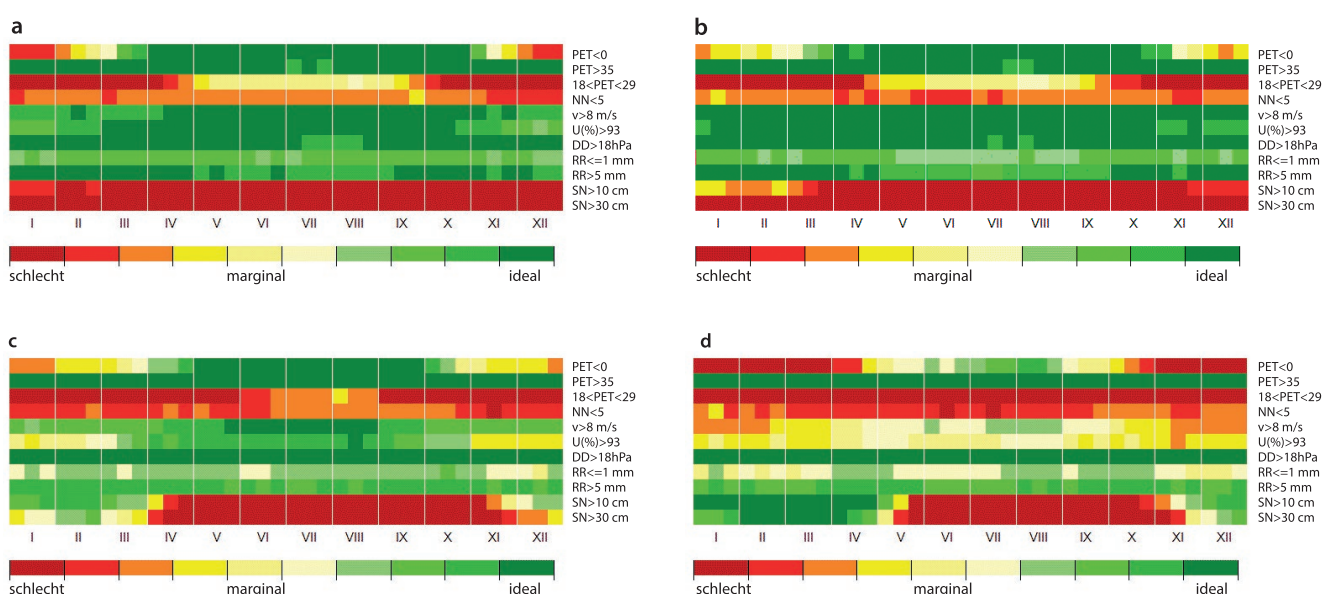 a
PET<0
PET>35
18<PET<29
NN<5
v>8 m/s
U(%)>93
DD>18hPa
RR<=1 mm
RR>5 mm
SN>10 cm
SN>30 cm
I II III IV V VI VII VIII IX X XI XII
schlecht marginal ideal
b
PET<0
PET>35
18<PET<29
NN<5
v>8 m/s
U(%)>93
DD>18hPa
RR<=1 mm
RR>5 mm
SN>10 cm
SN>30 cm
I II III IV V VI VII VIII IX X XI XII
schlecht marginal ideal
c
PET<0
PET>35
18<PET<29
NN<5
v>8 m/s
U(%)>93
DD>18hPa
RR<=1 mm
RR>5 mm
SN>10 cm
SN>30 cm
I II III IV V VI VII VIII IX X XI XII
schlecht marginal ideal
d
PET<0
PET>35
18<PET<29
NN<5
v>8 m/s
U(%)>93
DD>18hPa
RR<=1 mm
RR>5 mm
SN>10 cm
SN>30 cm
I II III IV V VI VII VIII IX X XI XII
schlecht marginal ideal